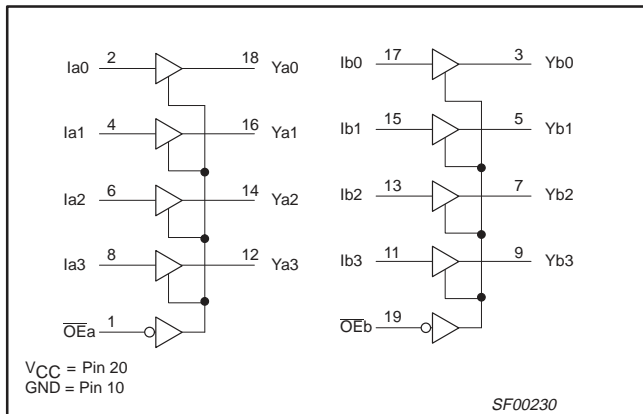 Ia0 2 18 Ya0
Ia1 4 16 Ya1
Ia2 6 14 Ya2
Ia3 8 12 Ya3
O̅E̅a 1
VCC = Pin 20
GND = Pin 10
Ib0 17 3 Yb0
Ib1 15 5 Yb1
Ib2 13 7 Yb2
Ib3 11 9 Yb3
O̅E̅b 19
SF00230